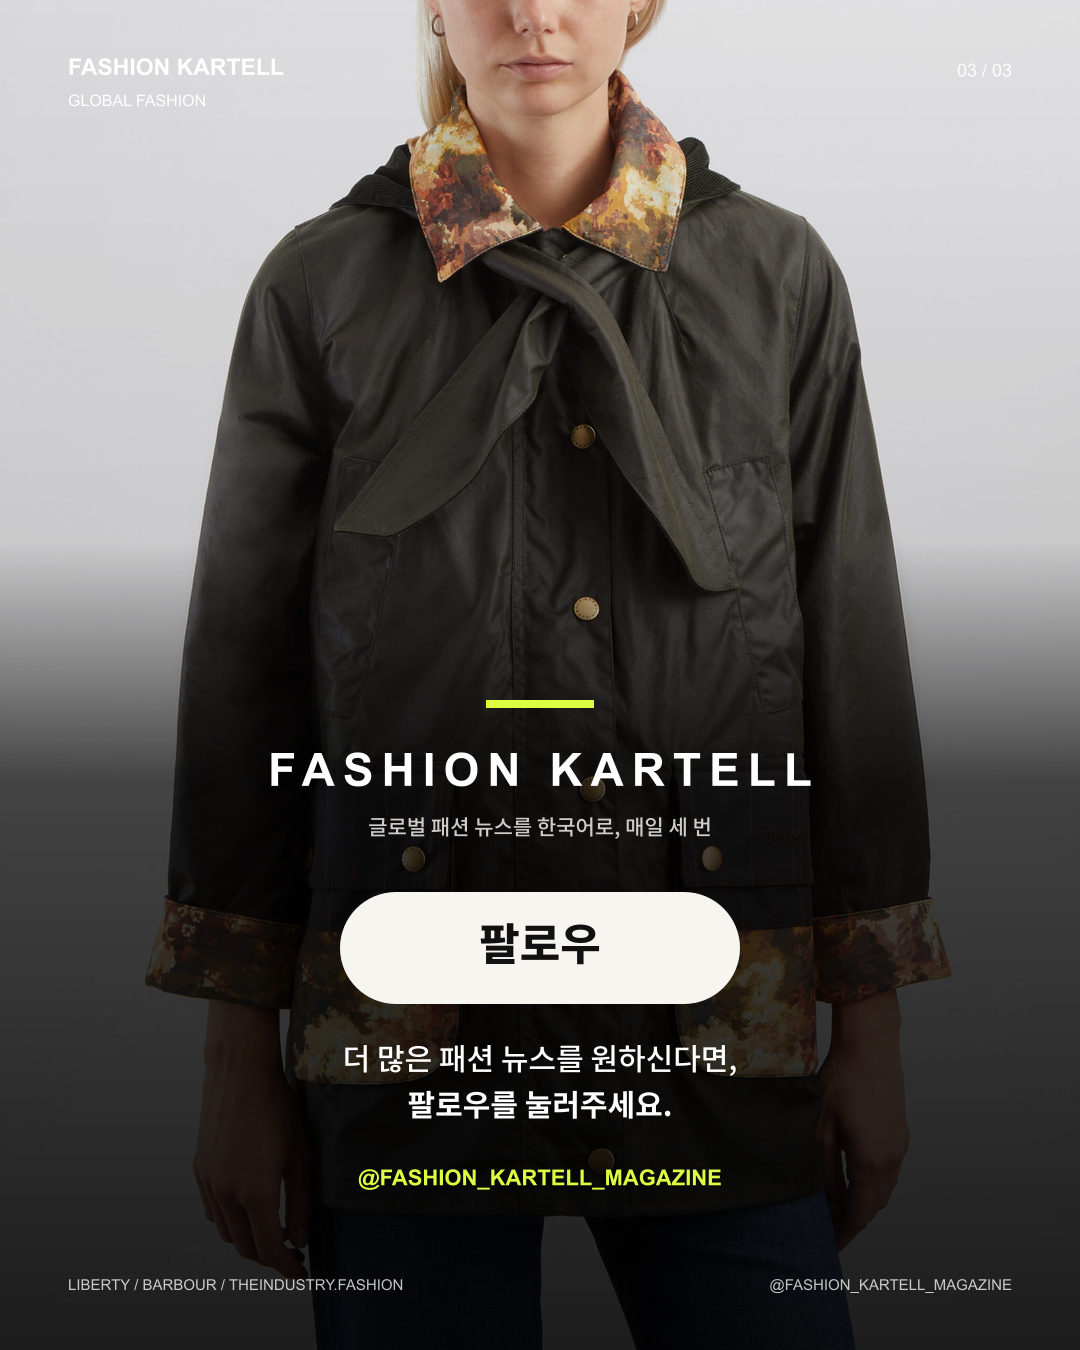 FASHION KARTELL
GLOBAL FASHION
03 / 03
FASHION KARTELL
글로벌 패션 뉴스를 한국어로, 매일 세 번
팔로우
더 많은 패션 뉴스를 원하신다면,
팔로우를 눌러주세요.
@FASHION_KARTELL_MAGAZINE
LIBERTY / BARBOUR / THEINDUSTRY.FASHION
@FASHION_KARTELL_MAGAZINE